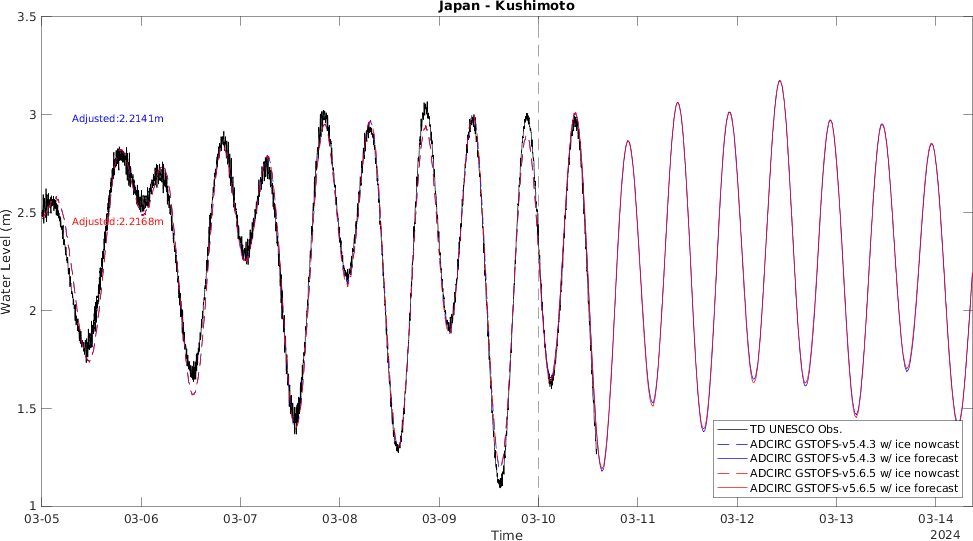 Japan - Kushimoto
3.5
3
2.5
2
1.5
1
Water Level (m)
Adjusted:2.2141m
Adjusted:2.2168m
TD UNESCO Obs.
ADCIRC GSTOFS-v5.4.3 w/ ice nowcast
ADCIRC GSTOFS-v5.4.3 w/ ice forecast
ADCIRC GSTOFS-v5.6.5 w/ ice nowcast
ADCIRC GSTOFS-v5.6.5 w/ ice forecast
03-05 03-06 03-07 03-08 03-09 03-10 03-11 03-12 03-13 03-14
2024
Time